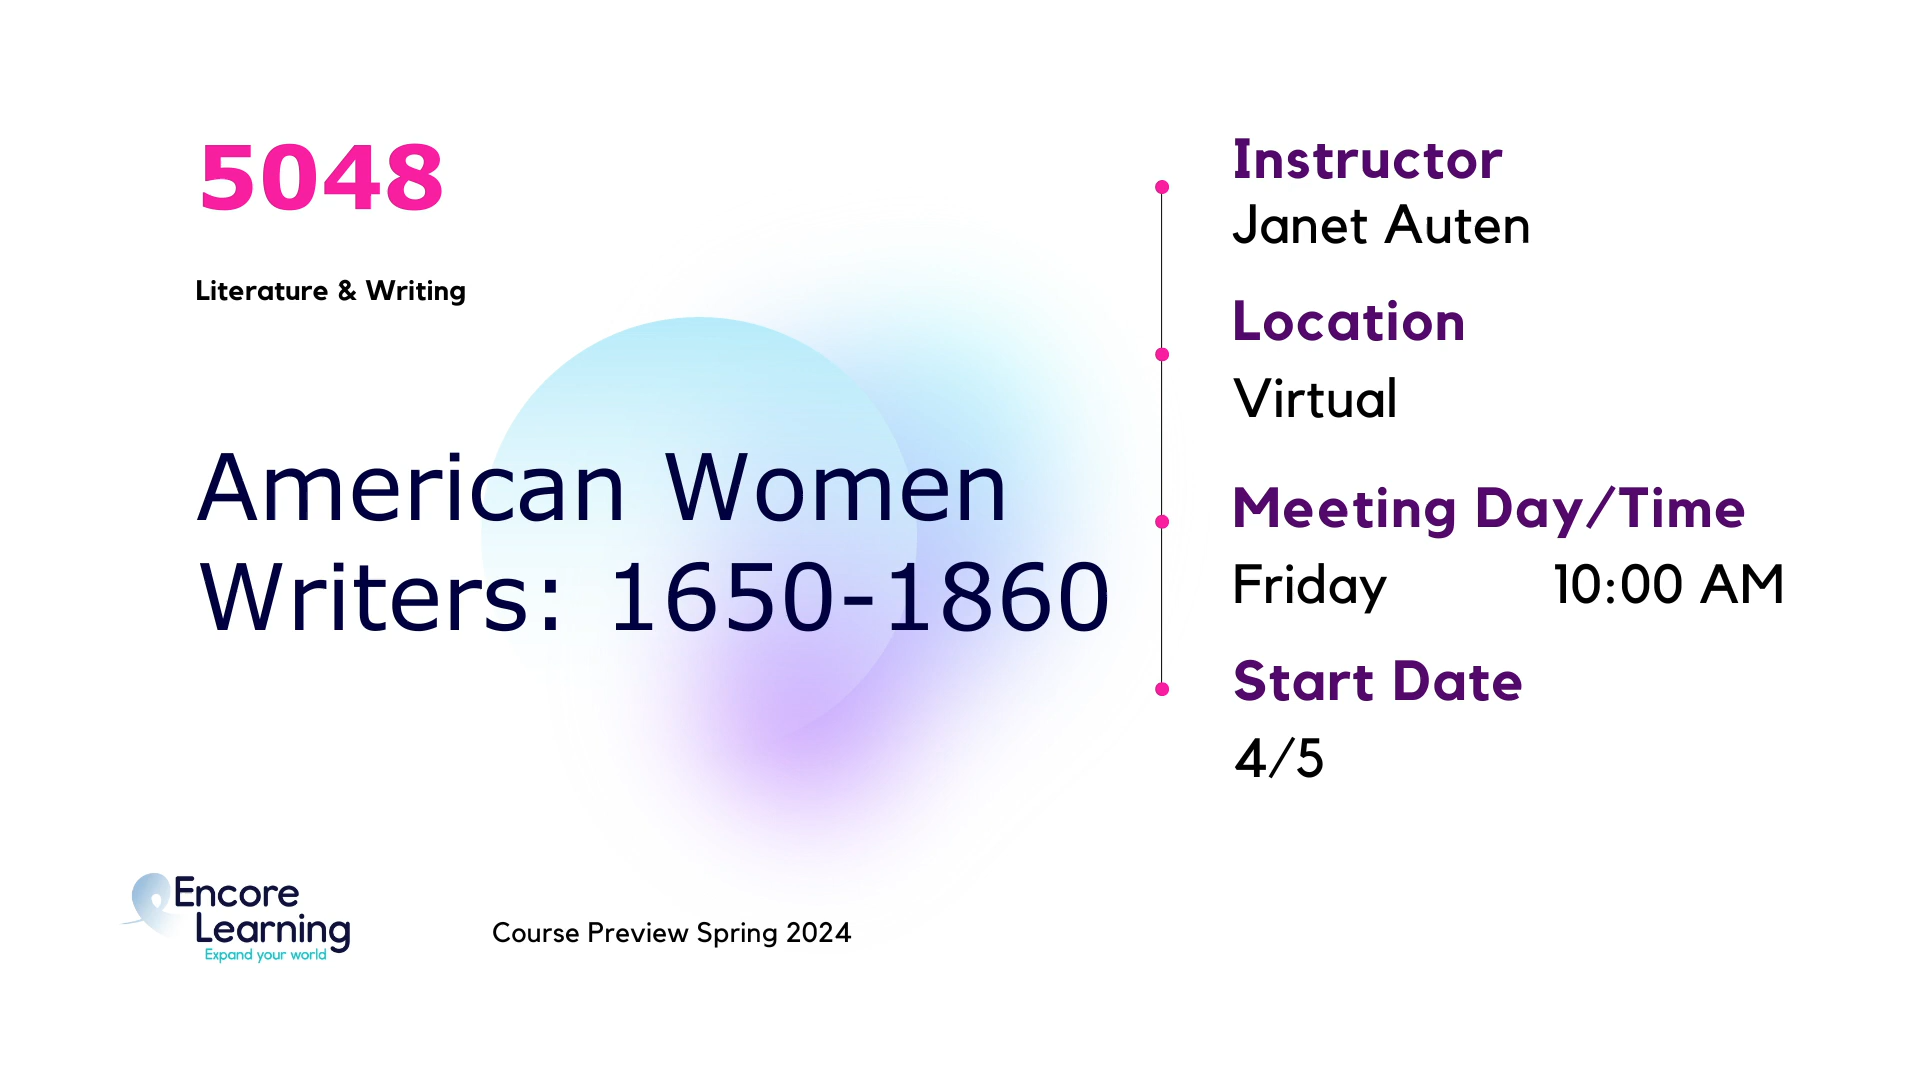 5048
Literature & Writing
American Women
Writers: 1650-1860
Instructor
Janet Auten
Location
Virtual
Meeting Day/Time
Friday 10:00 AM
Start Date
4/5
Encore
Learning
Expand your world
Course Preview Spring 2024